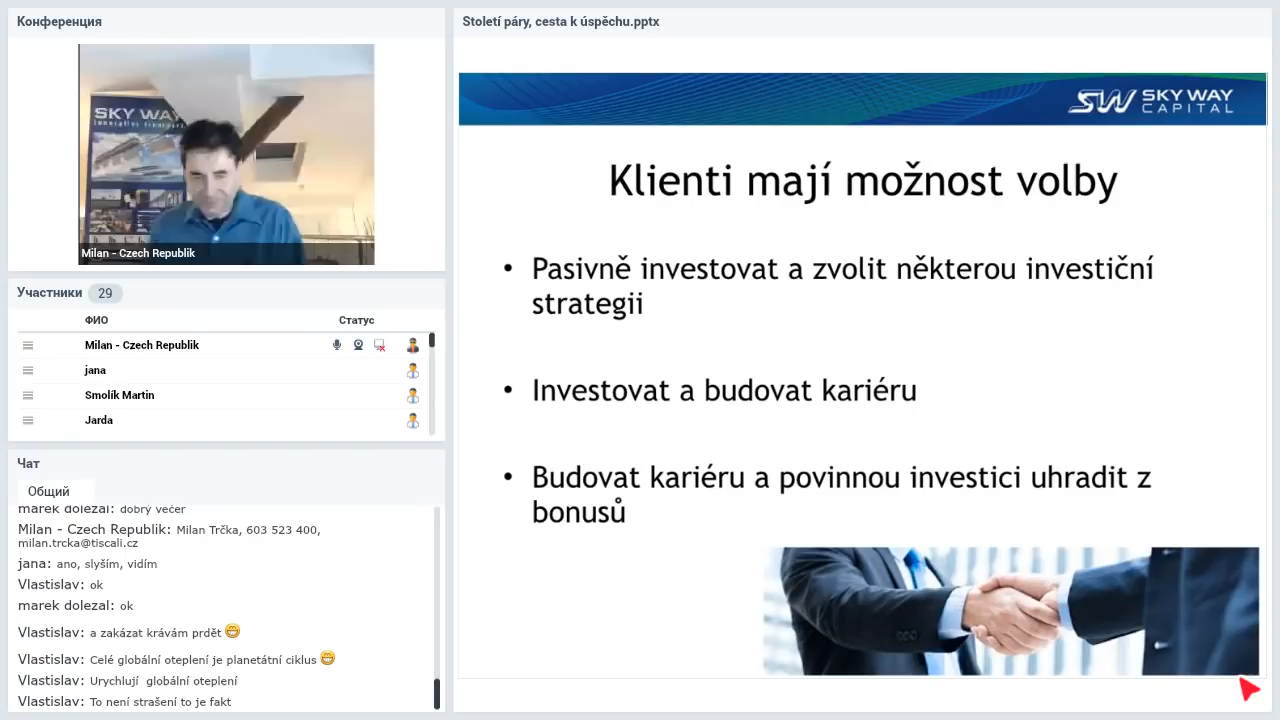 Конференция
SKY WAY
Innovative transport
Milan - Czech Republik
Участники 29
ФИО Статус
Milan - Czech Republik
jana
Smolík Martin
Jarda
Чат
Общий
marek dolezal: dobrý večer
Milan - Czech Republik: Milan Trčka, 603 523 400,
milan.trcka@tiscali.cz
jana: ano, slyším, vidím
Vlastislav: ok
marek dolezal: ok
Vlastislav: a zakázat krávám prdět 😁
Vlastislav: Celé globální oteplení je planetátní ciklus 😁
Vlastislav: Urychlují globální oteplení
Vlastislav: To není strašení to je fakt
Století páry, cesta k úspěchu.pptx
SW SKY WAY
CAPITAL
Klienti mají možnost volby
• Pasivně investovat a zvolit některou investiční
strategii
• Investovat a budovat kariéru
• Budovat kariéru a povinnou investici uhradit z
bonusů